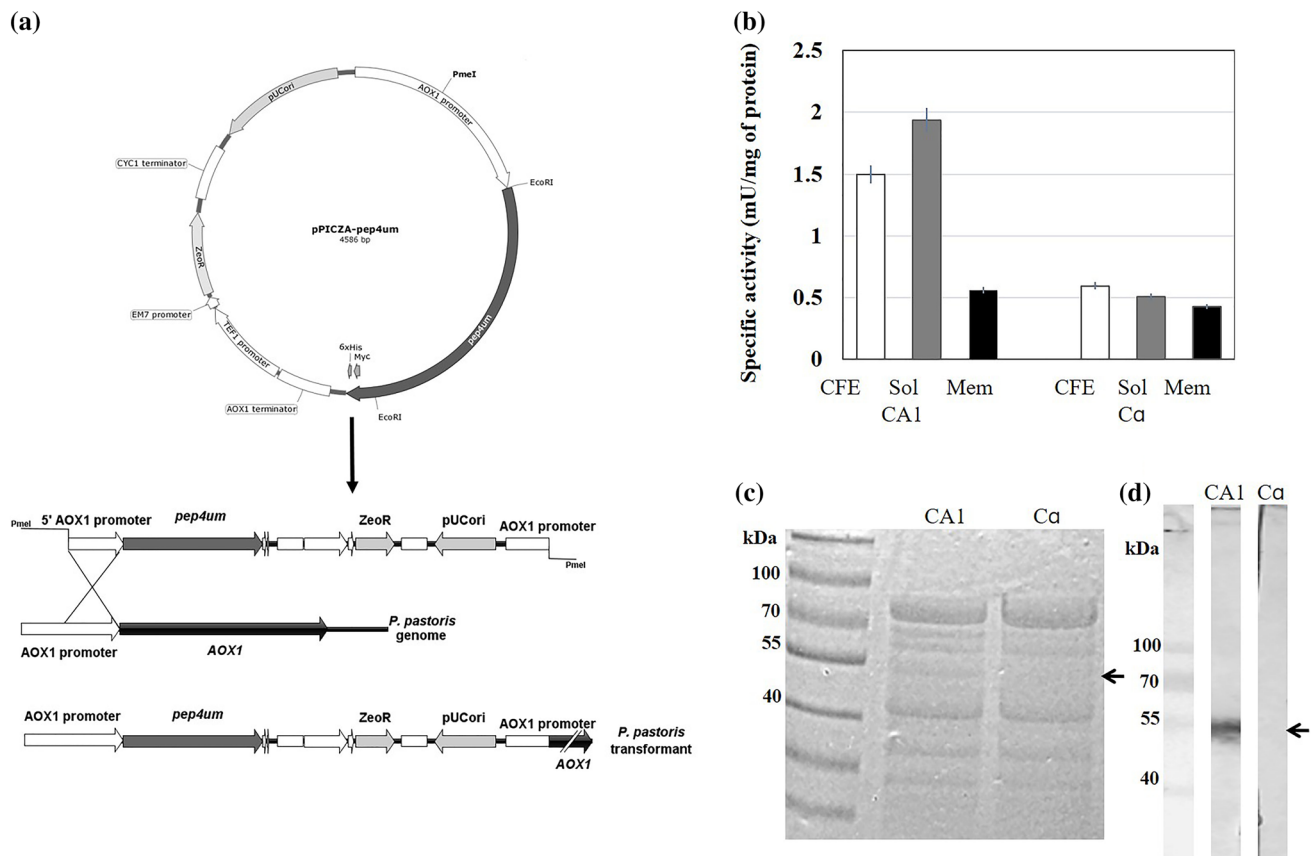 (a)
PmeI
AOX1 promoter
pUCori
CYC1 terminator
EcoRI
pPICZA-pep4um
4586 bp
ZeoR
EM7 promoter
TEF1 promoter
6xHis
Myc
pep4um
AOX1 terminator
EcoRI
PmeI
5' AOX1 promoter
pep4um
ZeoR
pUCori
AOX1 promoter
PmeI
P. pastoris
genome
AOX1 promoter
AOX1
AOX1 promoter
pep4um
ZeoR
pUCori
AOX1 promoter
P. pastoris
transformant
AOX1
(b)
Specific activity (mU/mg of protein)
2.5
2
1.5
1
0.5
0
CFE Sol Mem CFE Sol Mem
CA1 Cα
(c)
CA1 Cα
kDa
100
70
55
40
(d)
CA1 Cα
kDa
100
70
55
40